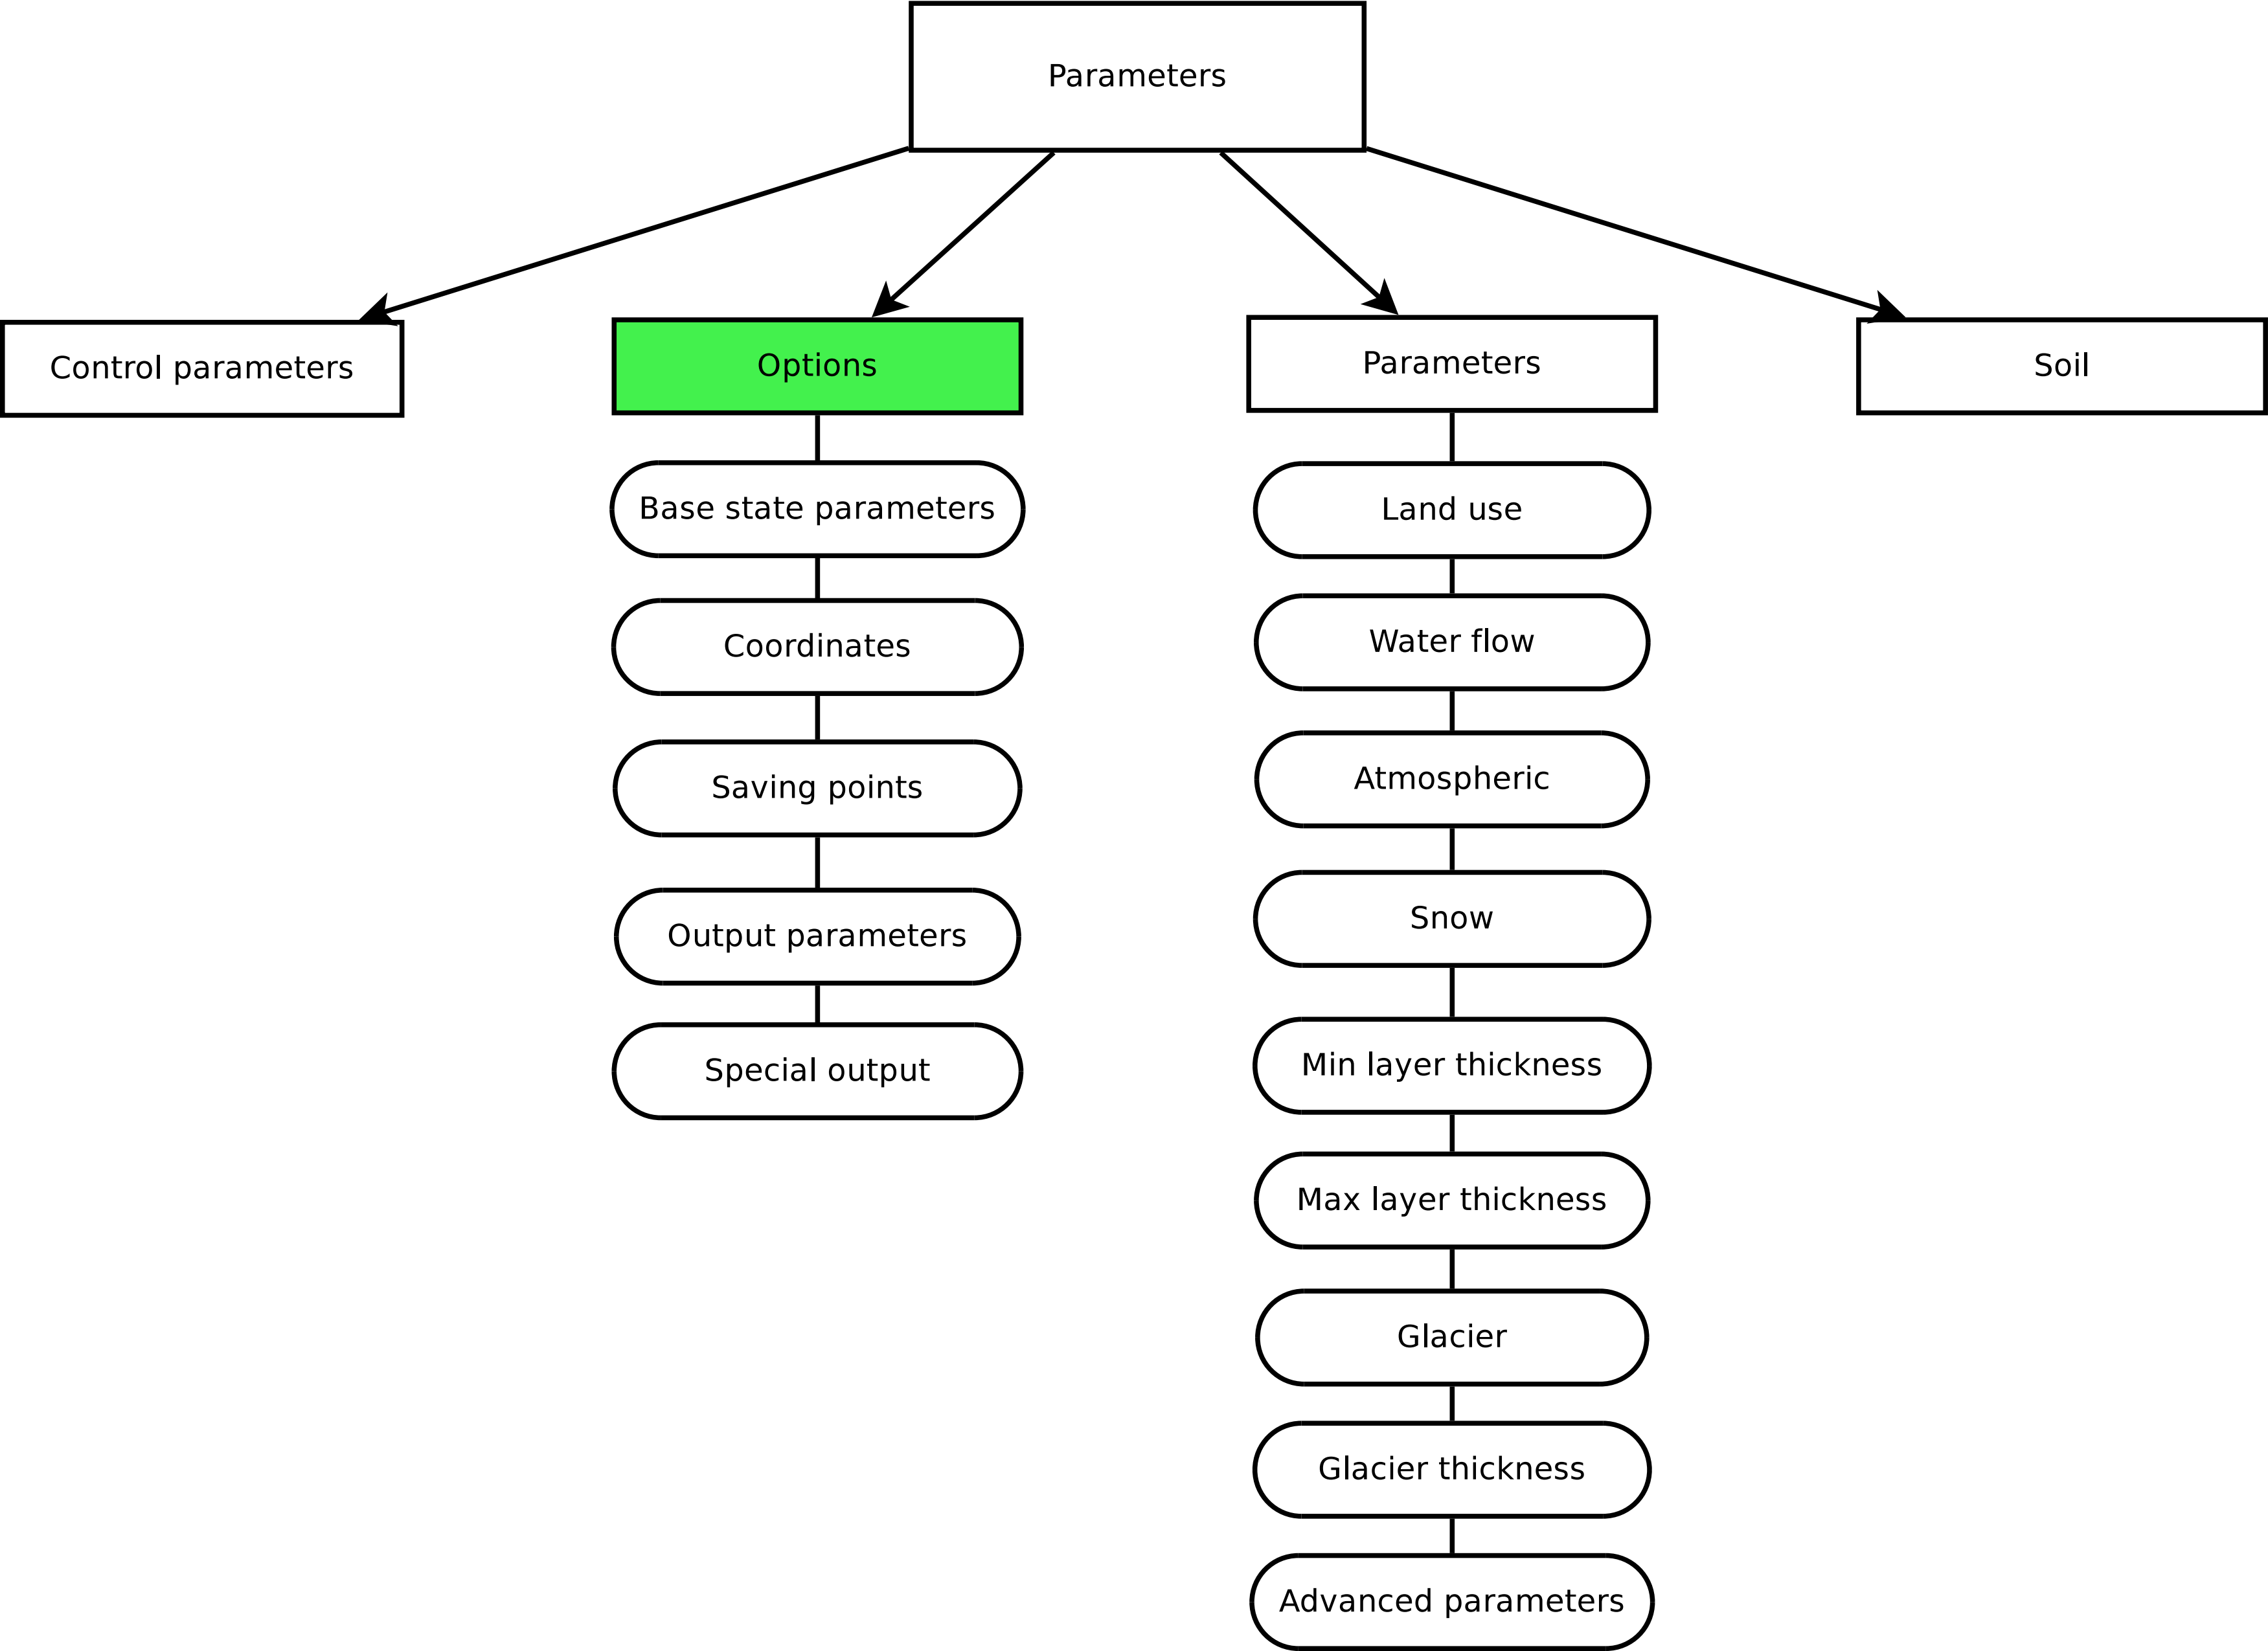 Parameters
Control parameters
Options
Parameters
Soil
Base state parameters
Coordinates
Saving points
Output parameters
Special output
Land use
Water flow
Atmospheric
Snow
Min layer thickness
Max layer thickness
Glacier
Glacier thickness
Advanced parameters